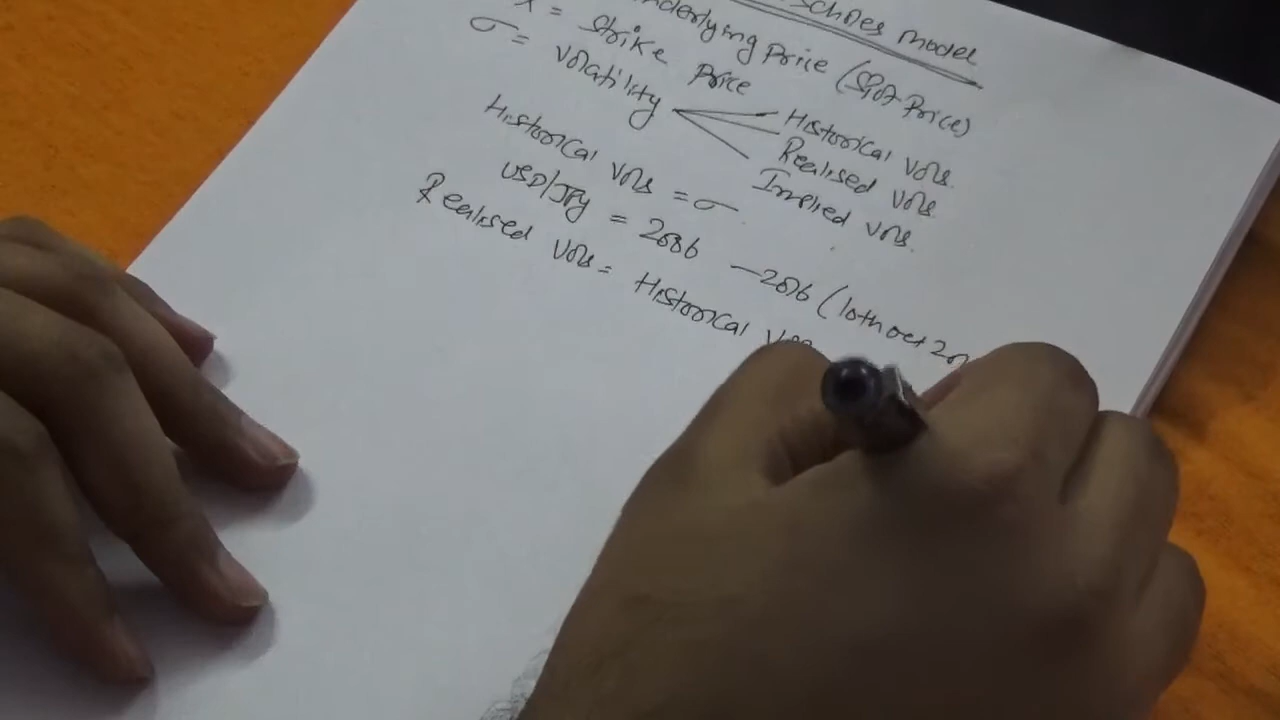 Scholes model
Underlying Price (Spot Price)
X = Strike Price
σ = Volatility
Historical Vols.
Realised Vols
Implied Vols.
Historical Vols = σ
USD/JPY = 2006 – 2016 (10th Oct
Realised Vols = Historical